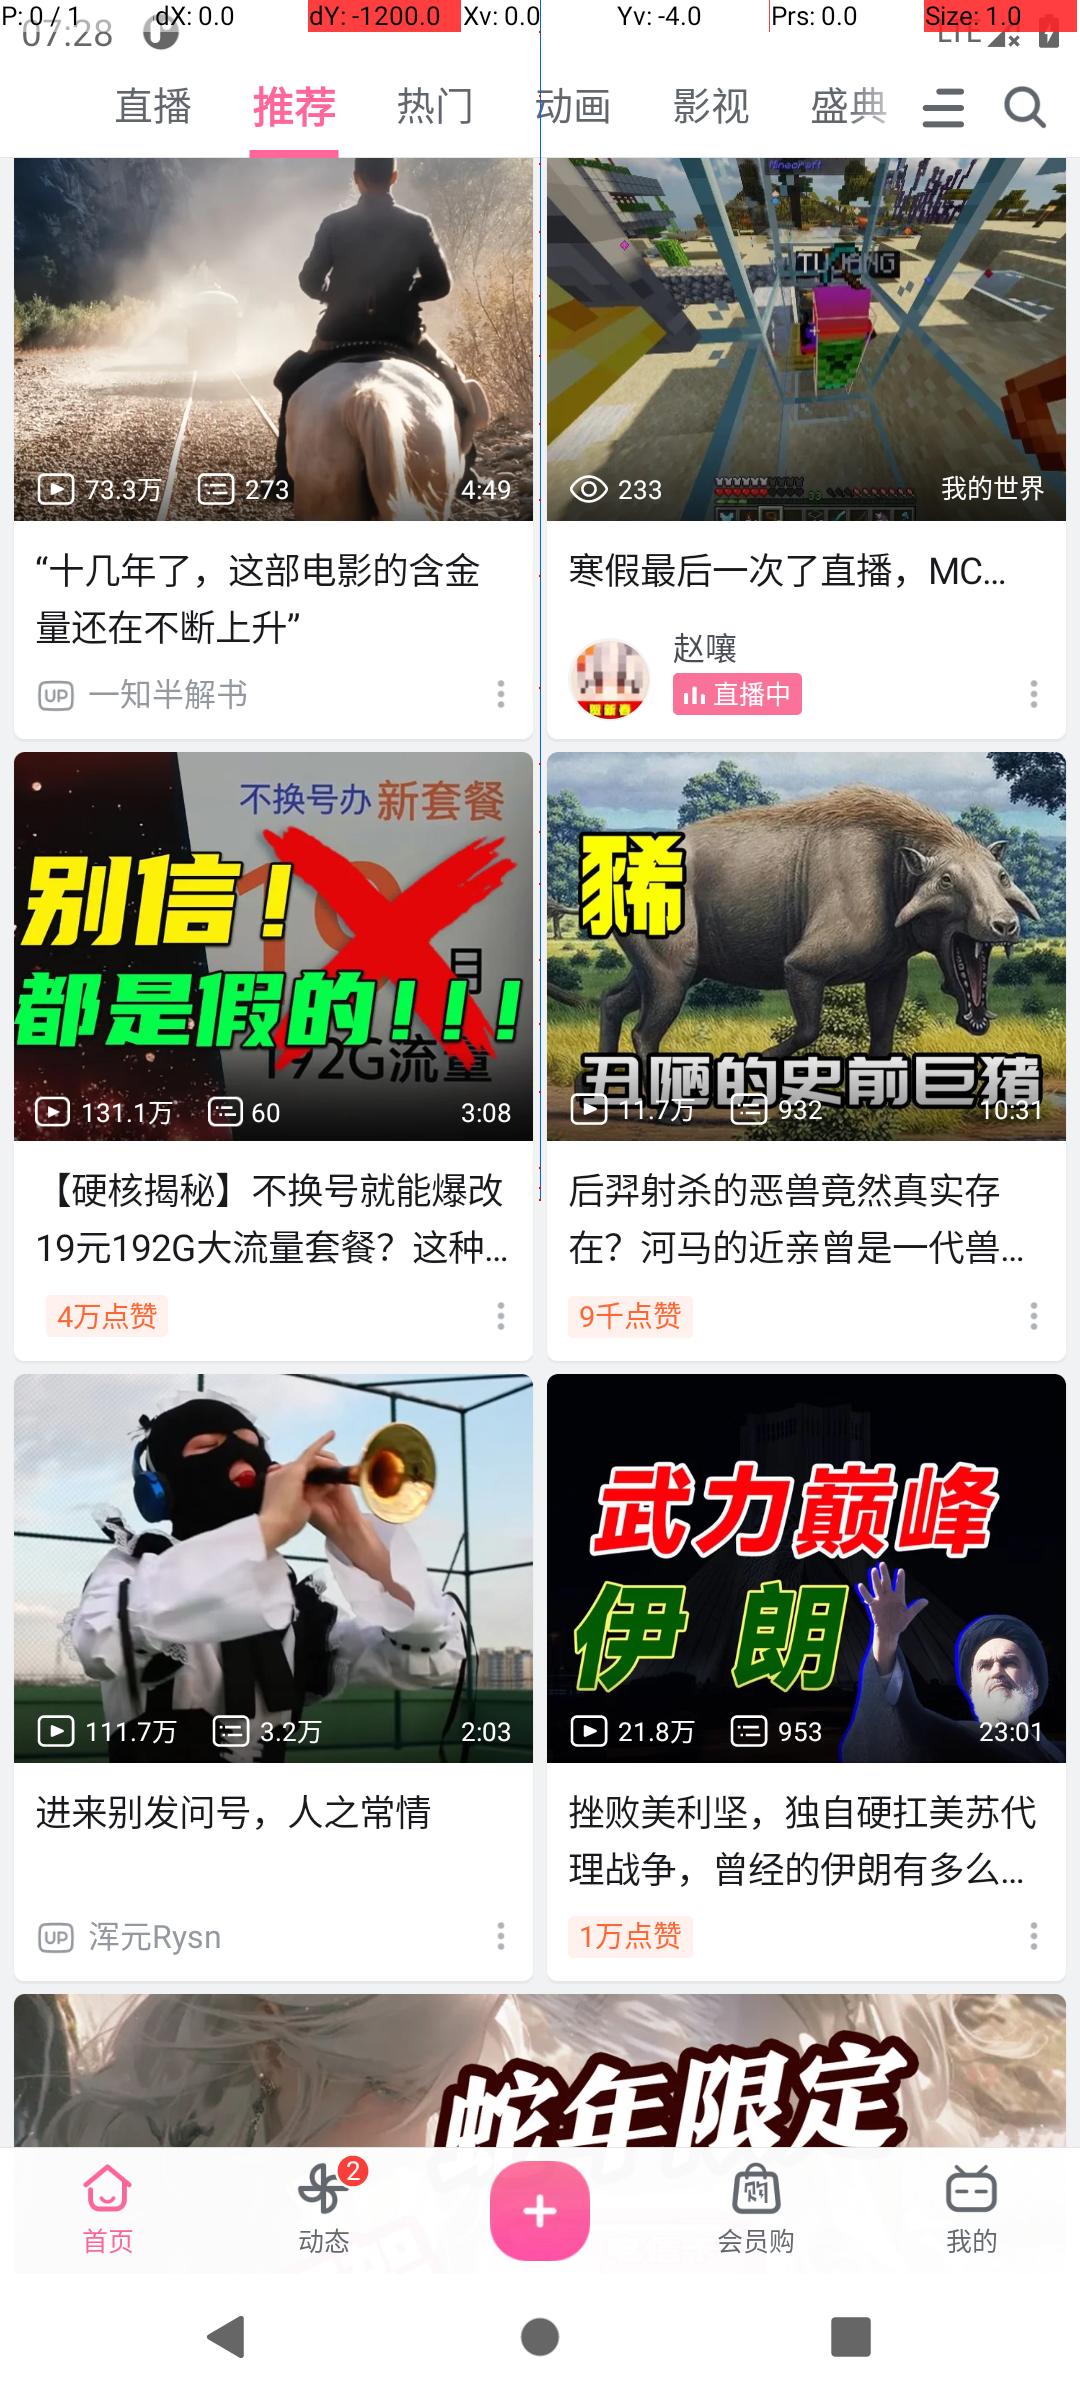 P: 0 / 1 dX: 0.0 dY: -1200.0 Xv: 0.0 Yv: -4.0 Prs: 0.0 Size: 1.0
07:28 LTE
直播 推荐 热门 动画 影视 盛典
73.3万 273 4:49
“十几年了，这部电影的含金
量还在不断上升”
UP 一知半解书
Minecraft
233 我的世界
寒假最后一次了直播，MC...
赵嚷
直播中
不换号办 新套餐
别信！
月
都是假的！！！
192G流量
131.1万 60 3:08
【硬核揭秘】不换号就能爆改
19元192G大流量套餐？这种...
4万点赞
豨
丑陋的史前巨猪
11.7万 932 10:31
后羿射杀的恶兽竟然真实存
在？河马的近亲曾是一代兽...
9千点赞
111.7万 3.2万 2:03
进来别发问号，人之常情
UP 浑元Rysn
武力巅峰
伊朗
21.8万 953 23:01
挫败美利坚，独自硬扛美苏代
理战争，曾经的伊朗有多么...
1万点赞
蛇年限定
首页 动态 2 会员购 我的